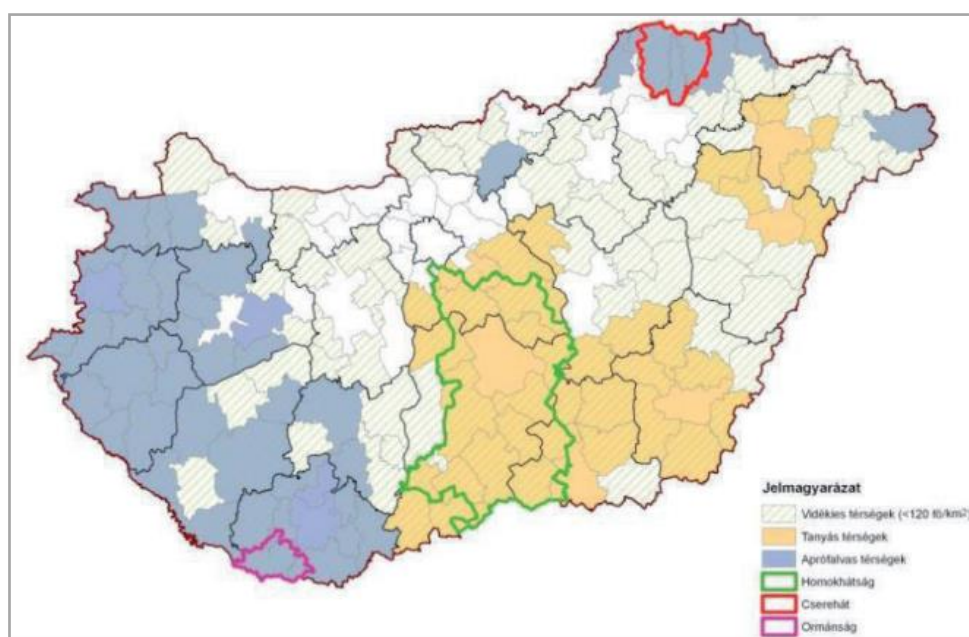 Jelmagyarázat
Vidékies térségek (<120 fő/km2)
Tanyás térségek
Aprófalvas térségek
Homokhátság
Cserehát
Ormánság